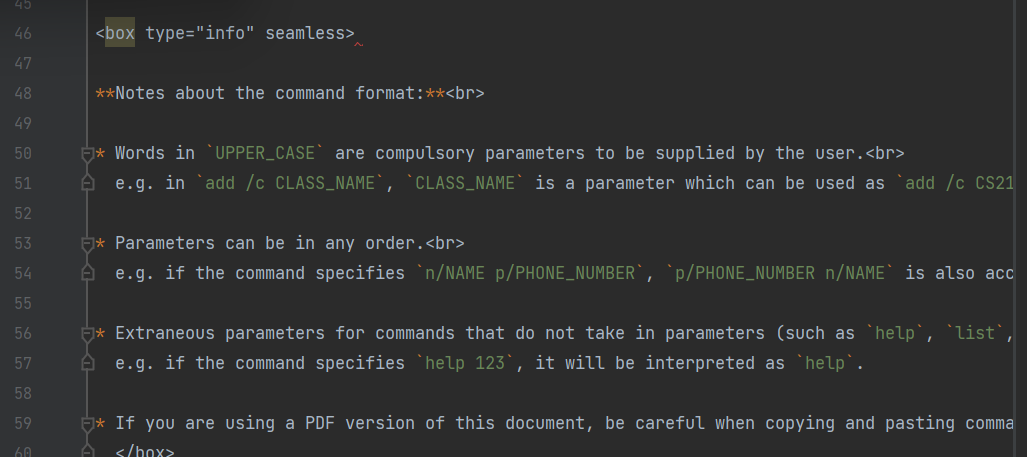 45
46 <box type="info" seamless>
47
48 **Notes about the command format:**<br>
49
50 * Words in `UPPER_CASE` are compulsory parameters to be supplied by the user.<br>
51 e.g. in `add /c CLASS_NAME`, `CLASS_NAME` is a parameter which can be used as `add /c CS21
52
53 * Parameters can be in any order.<br>
54 e.g. if the command specifies `n/NAME p/PHONE_NUMBER`, `p/PHONE_NUMBER n/NAME` is also acc
55
56 * Extraneous parameters for commands that do not take in parameters (such as `help`, `list`,
57 e.g. if the command specifies `help 123`, it will be interpreted as `help`.
58
59 * If you are using a PDF version of this document, be careful when copying and pasting comma
60 </box>